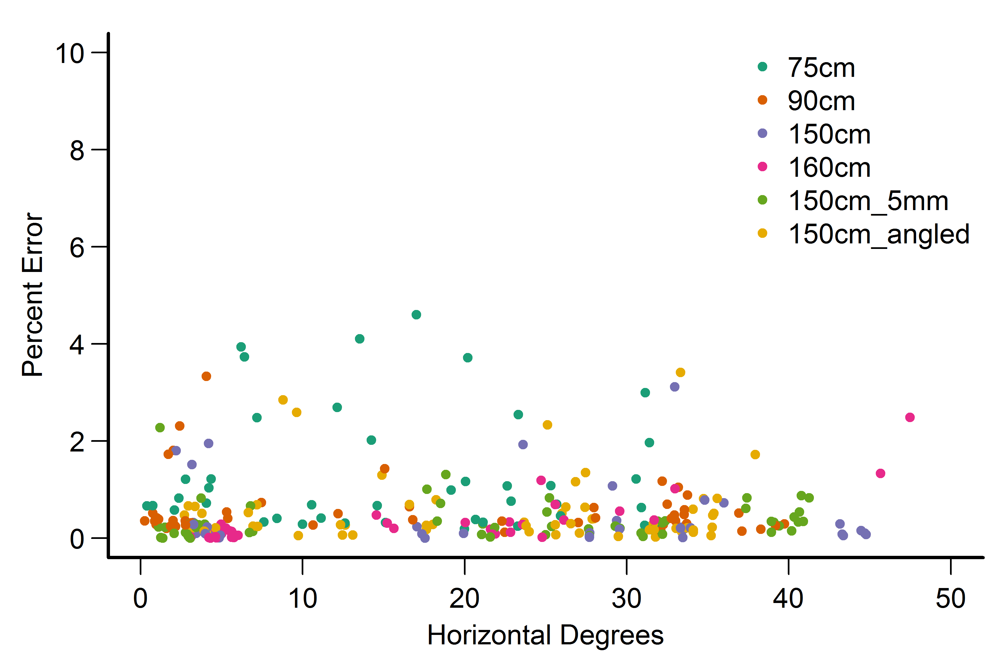 10
8
6
4
2
0
Percent Error
75cm
90cm
150cm
160cm
150cm_5mm
150cm_angled
0 10 20 30 40 50
Horizontal Degrees